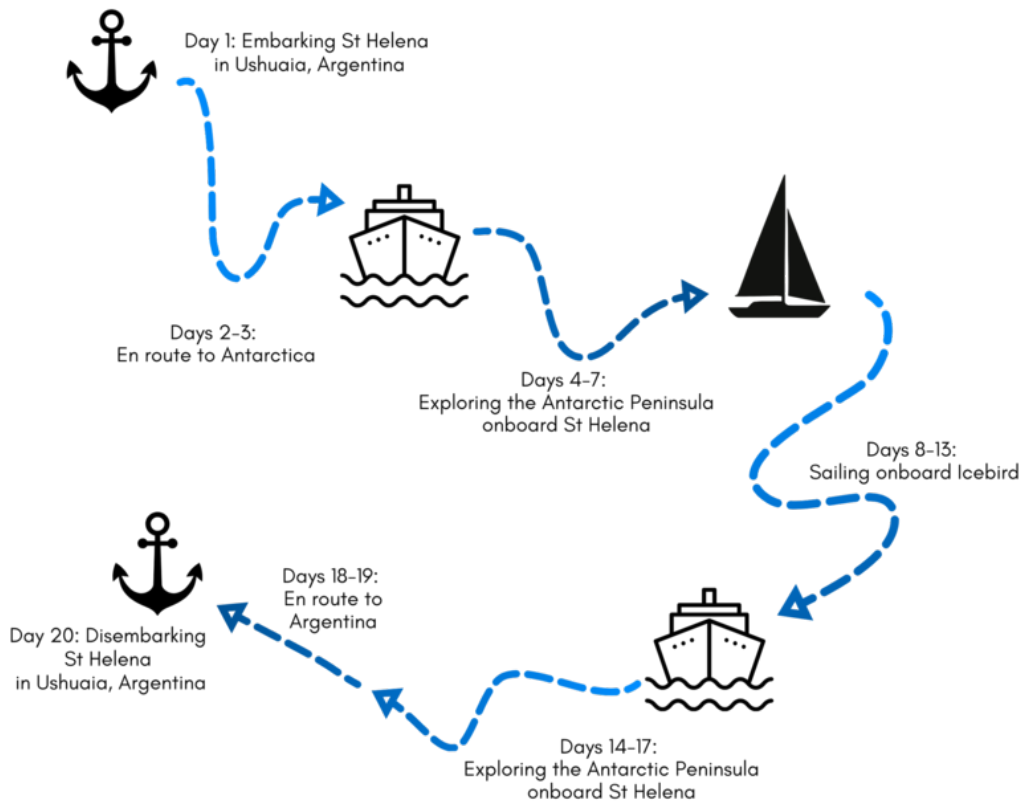 Day 1: Embarking St Helena
in Ushuaia, Argentina
Days 2-3:
En route to Antarctica
Days 4-7:
Exploring the Antarctic Peninsula
onboard St Helena
Days 8-13:
Sailing onboard Icebird
Days 14-17:
Exploring the Antarctic Peninsula
onboard St Helena
Days 18-19:
En route to
Argentina
Day 20: Disembarking
St Helena
in Ushuaia, Argentina